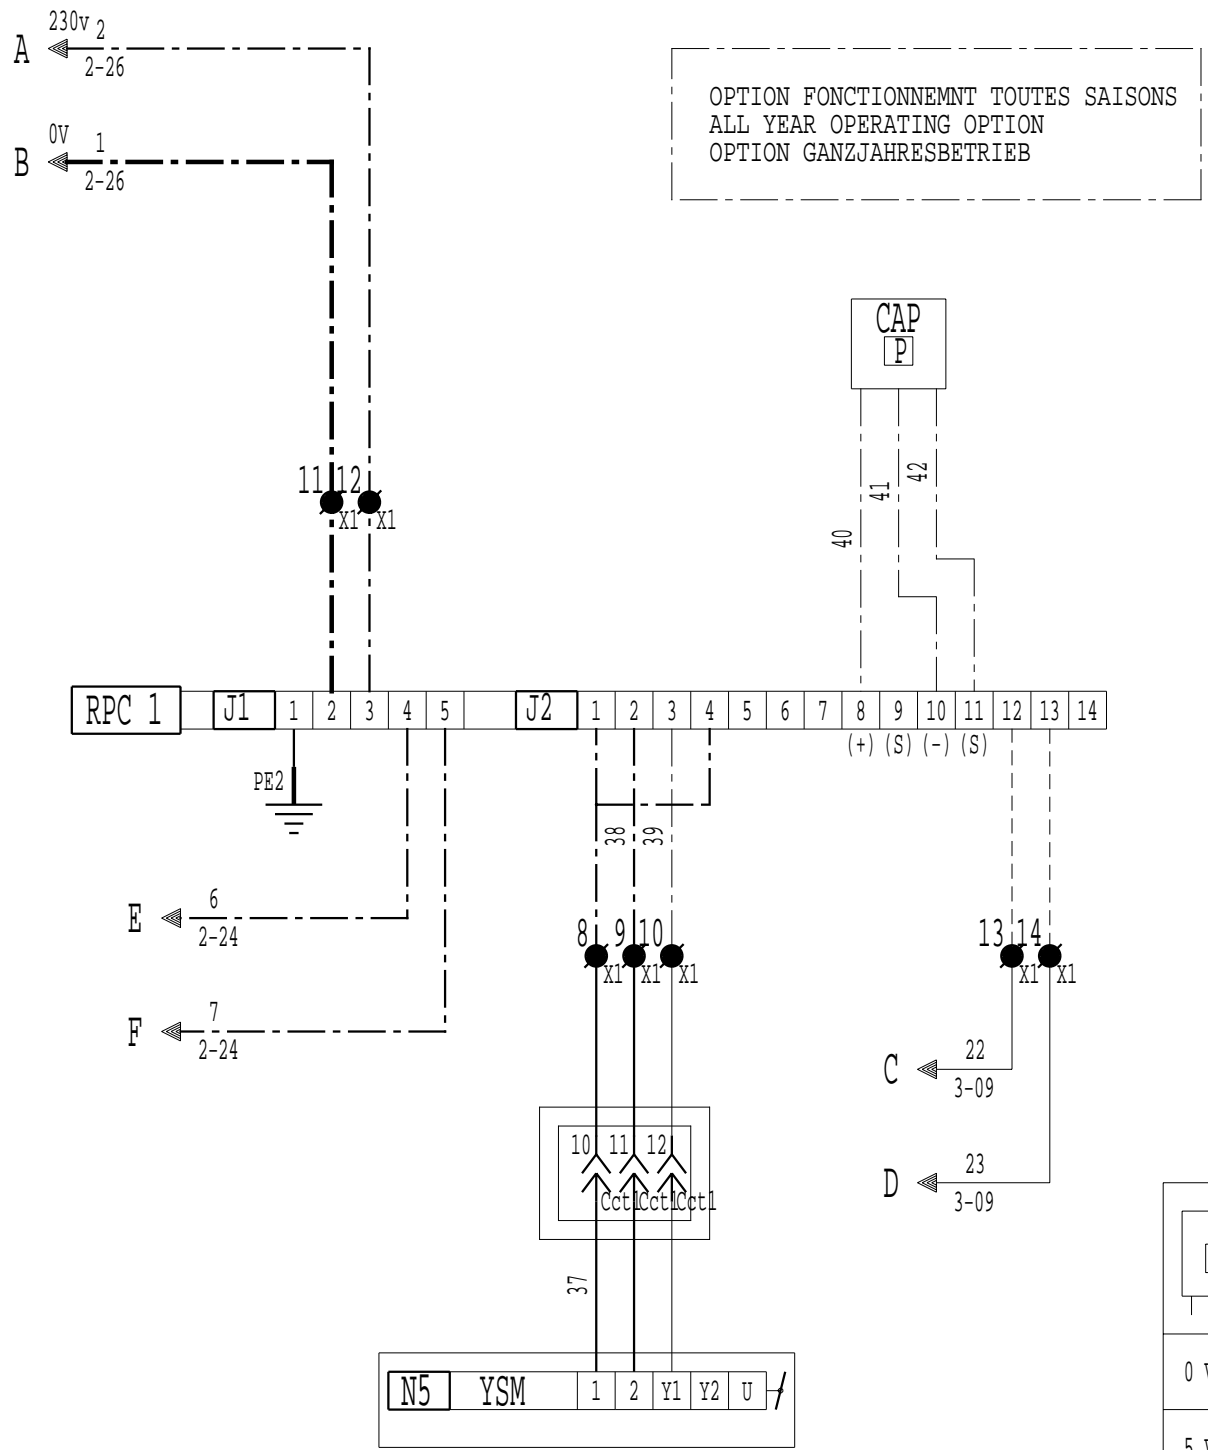 230v 2
A
2-26
0V 1
B
2-26
OPTION FONCTIONNEMNT TOUTES SAISONS
ALL YEAR OPERATING OPTION
OPTION GANZJAHRESBETRIEB
CAP
P
40
41
42
11 12
X1 X1
RPC 1 J1 1 2 3 4 5 J2 1 2 3 4 5 6 7 8 9 10 11 12 13 14
(+) (S) (-) (S)
PE2
38 39
6
E
2-24
7
F
2-24
8 9 10
X1 X1 X1
13 14
X1 X1
22
C
3-09
23
D
3-09
10 11 12
Cct1 Cct1 Cct1
37
N5 YSM 1 2 Y1 Y2 U
0 V
5 V